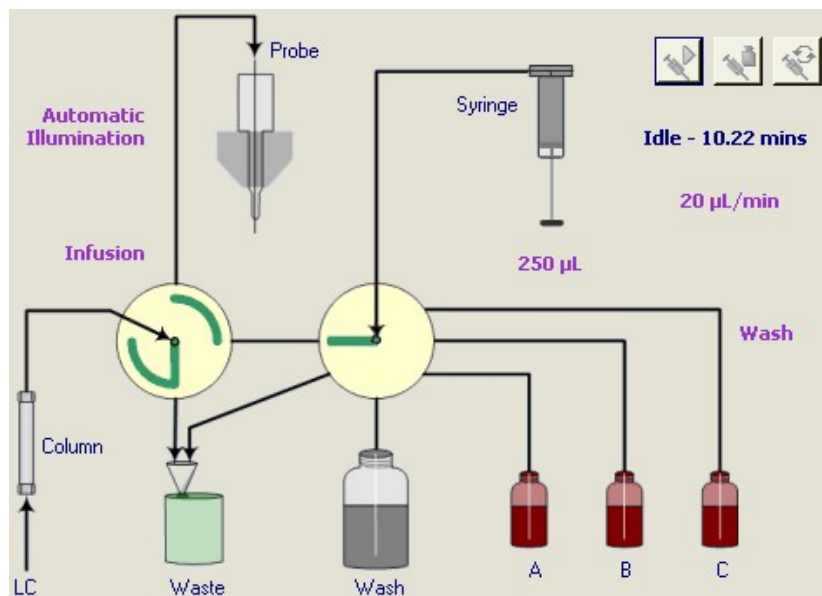 Probe
Syringe
Automatic
Illumination
Idle - 10.22 mins
20 µL/min
Infusion
250 µL
Wash
Column
LC
Waste
Wash
A
B
C